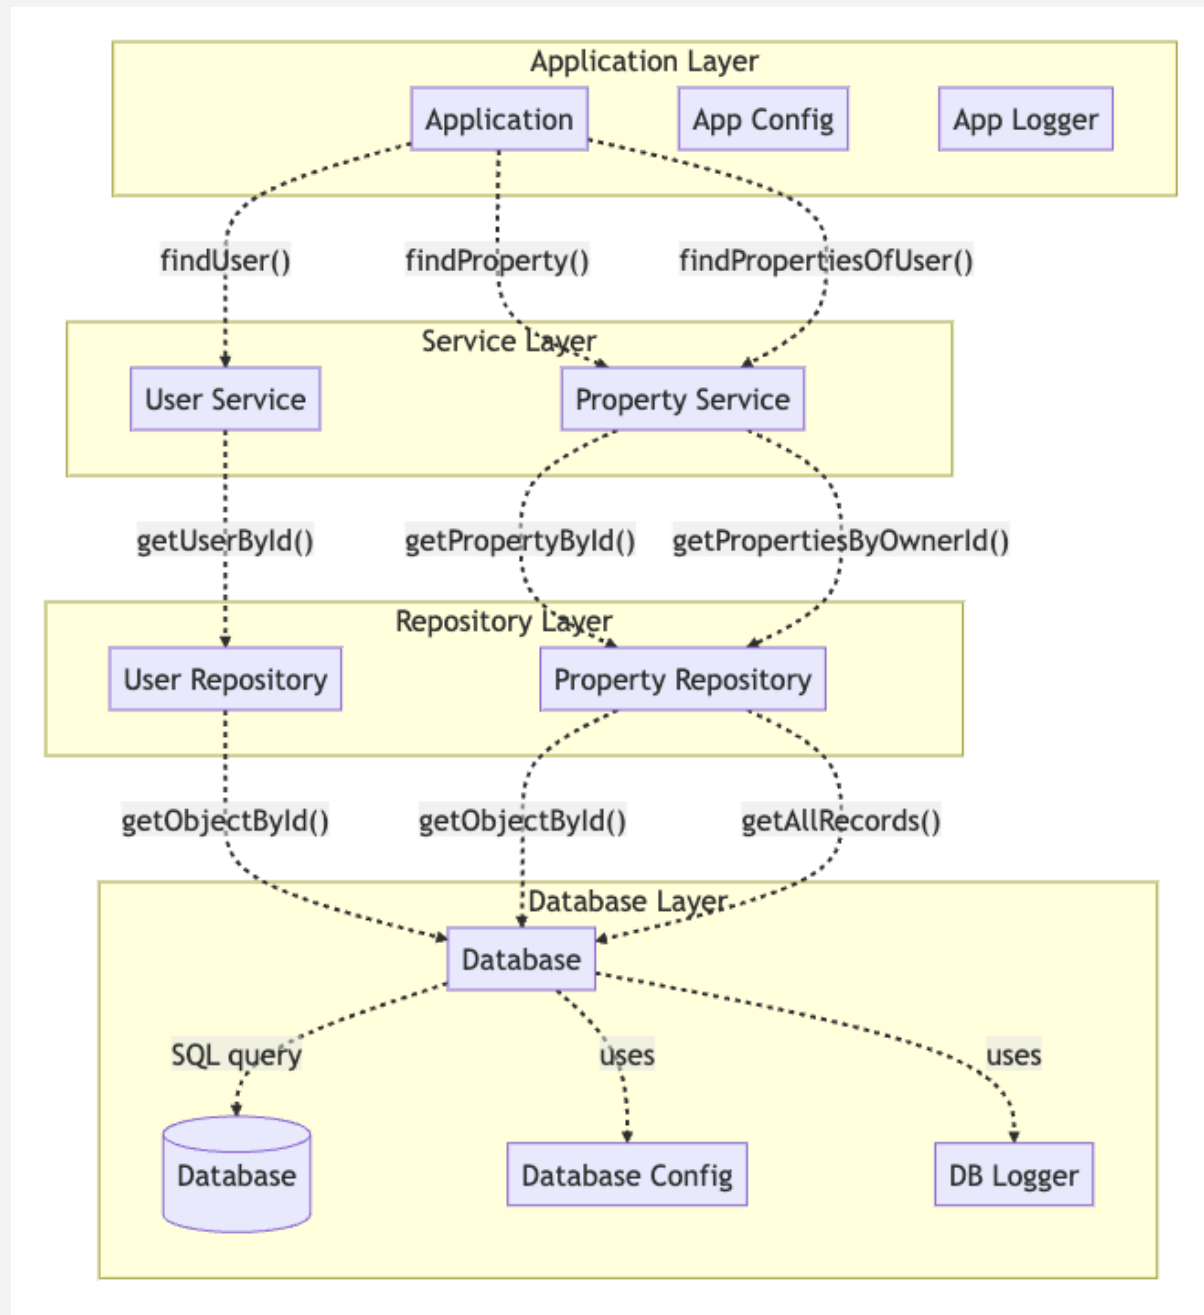 Application Layer
Application
App Config
App Logger
findUser()
findProperty()
findPropertiesOfUser()
Service Layer
User Service
Property Service
getUserById()
getPropertyById()
getPropertiesByOwnerId()
Repository Layer
User Repository
Property Repository
getObjectById()
getObjectById()
getAllRecords()
Database Layer
Database
SQL query
uses
uses
Database
Database Config
DB Logger